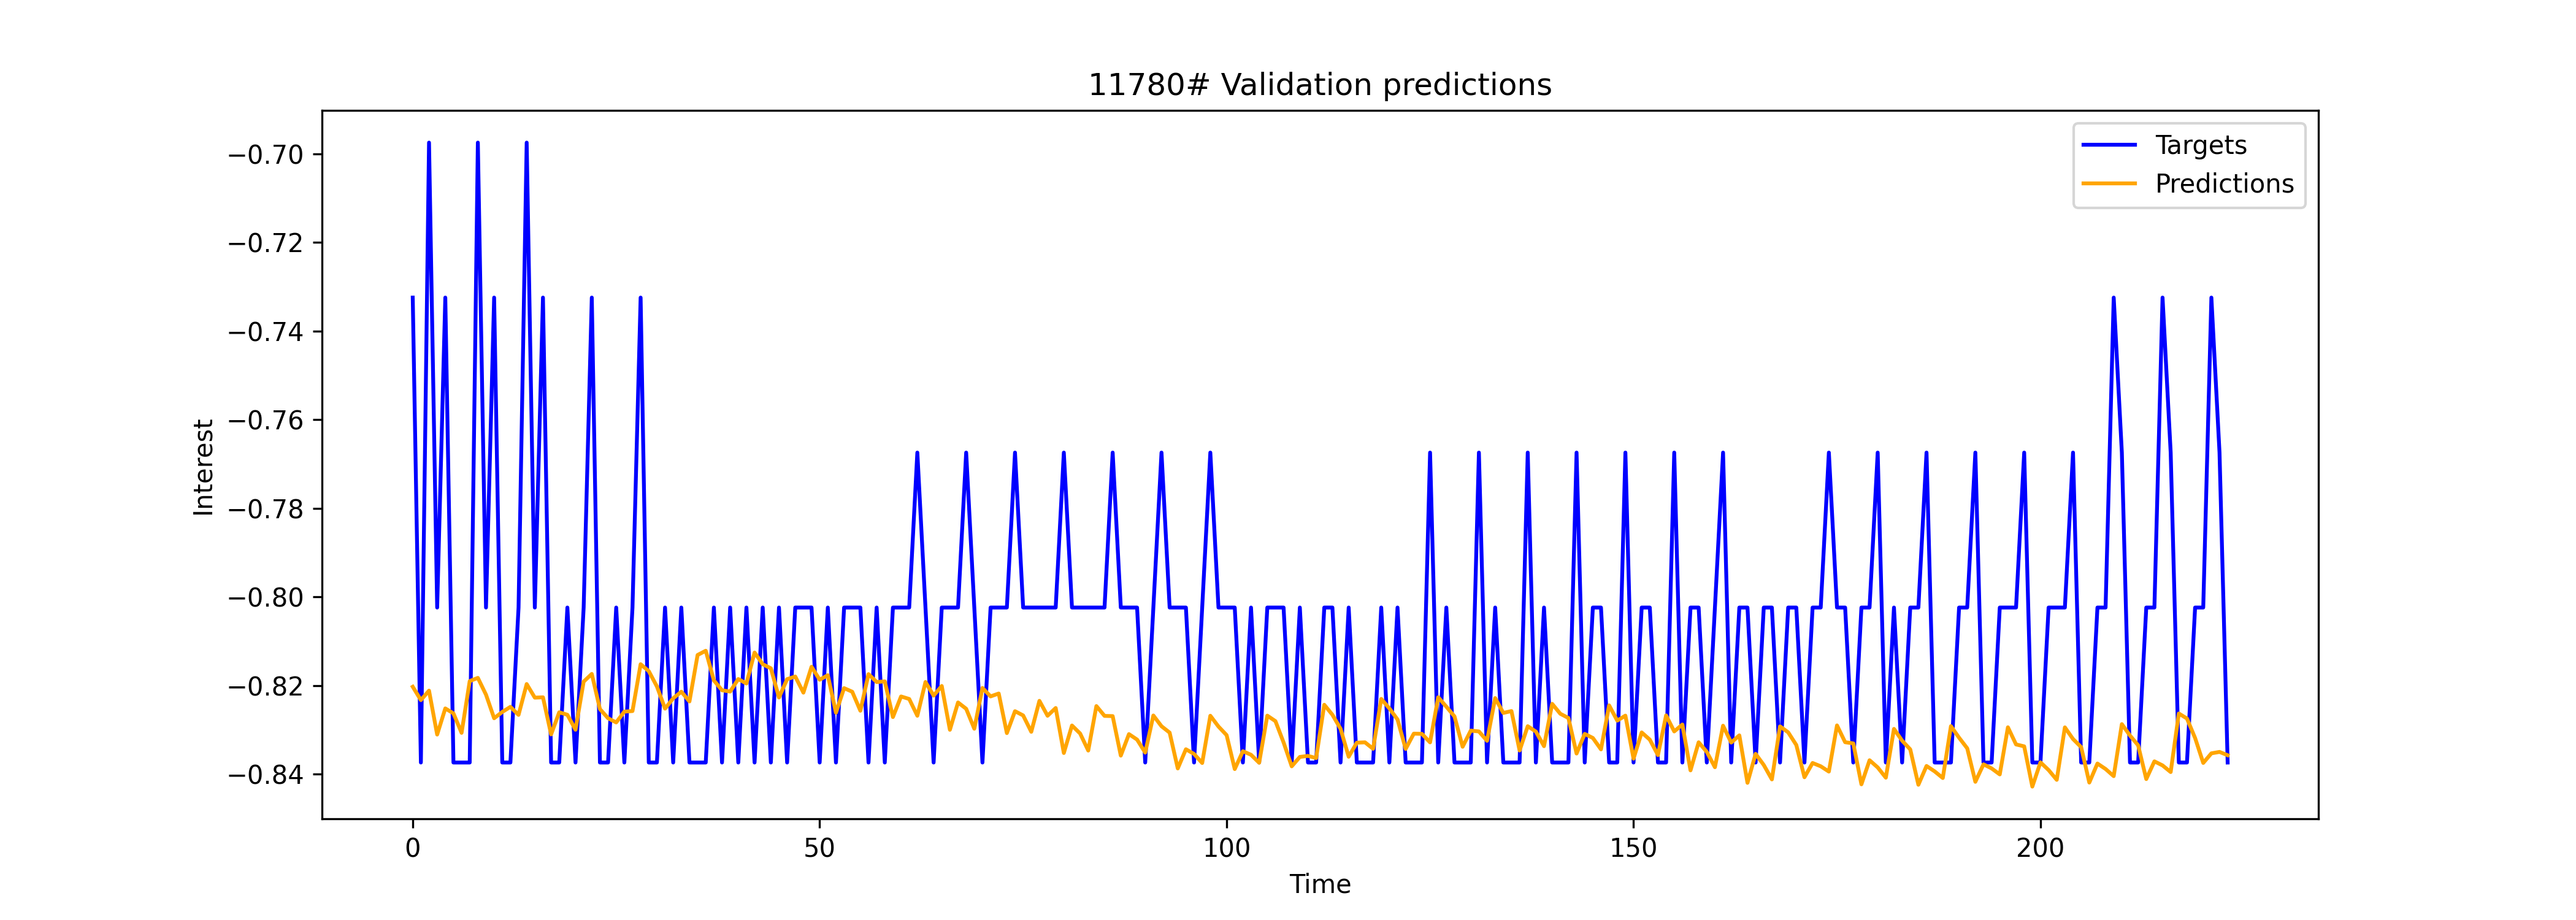 11780# Validation predictions
Targets
Predictions
−0.70
−0.72
−0.74
−0.76
−0.78
−0.80
−0.82
−0.84
Interest
0 50 100 150 200
Time